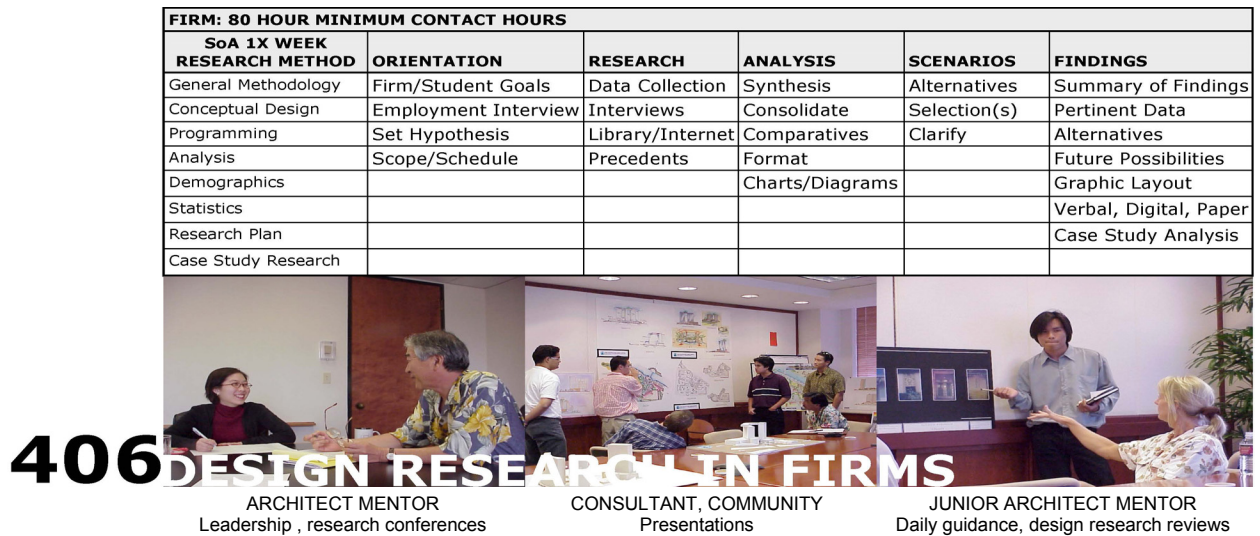 FIRM: 80 HOUR MINIMUM CONTACT HOURS
SoA 1X WEEK
RESEARCH METHOD ORIENTATION RESEARCH ANALYSIS SCENARIOS FINDINGS
General Methodology Firm/Student Goals Data Collection Synthesis Alternatives Summary of Findings
Conceptual Design Employment Interview Interviews Consolidate Selection(s) Pertinent Data
Programming Set Hypothesis Library/Internet Comparatives Clarify Alternatives
Analysis Scope/Schedule Precedents Format Future Possibilities
Demographics Charts/Diagrams Graphic Layout
Statistics Verbal, Digital, Paper
Research Plan Case Study Analysis
Case Study Research
406 DESIGN RESEARCH IN FIRMS
ARCHITECT MENTOR CONSULTANT, COMMUNITY JUNIOR ARCHITECT MENTOR
Leadership , research conferences Presentations Daily guidance, design research reviews